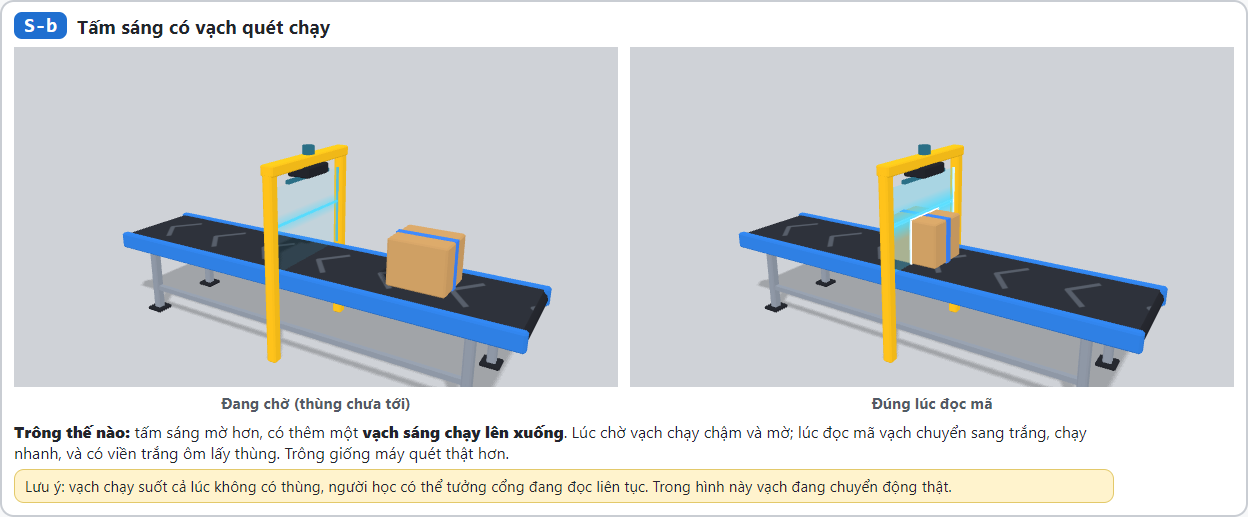 S-b Tấm sáng có vạch quét chạy
Đang chờ (thùng chưa tới)
Đúng lúc đọc mã
Trông thế nào: tấm sáng mờ hơn, có thêm một vạch sáng chạy lên xuống. Lúc chờ vạch chạy chậm và mờ; lúc đọc mã vạch chuyển sang trắng, chạy
nhanh, và có viền trắng ôm lấy thùng. Trông giống máy quét thật hơn.
Lưu ý: vạch chạy suốt cả lúc không có thùng, người học có thể tưởng cổng đang đọc liên tục. Trong hình này vạch đang chuyển động thật.